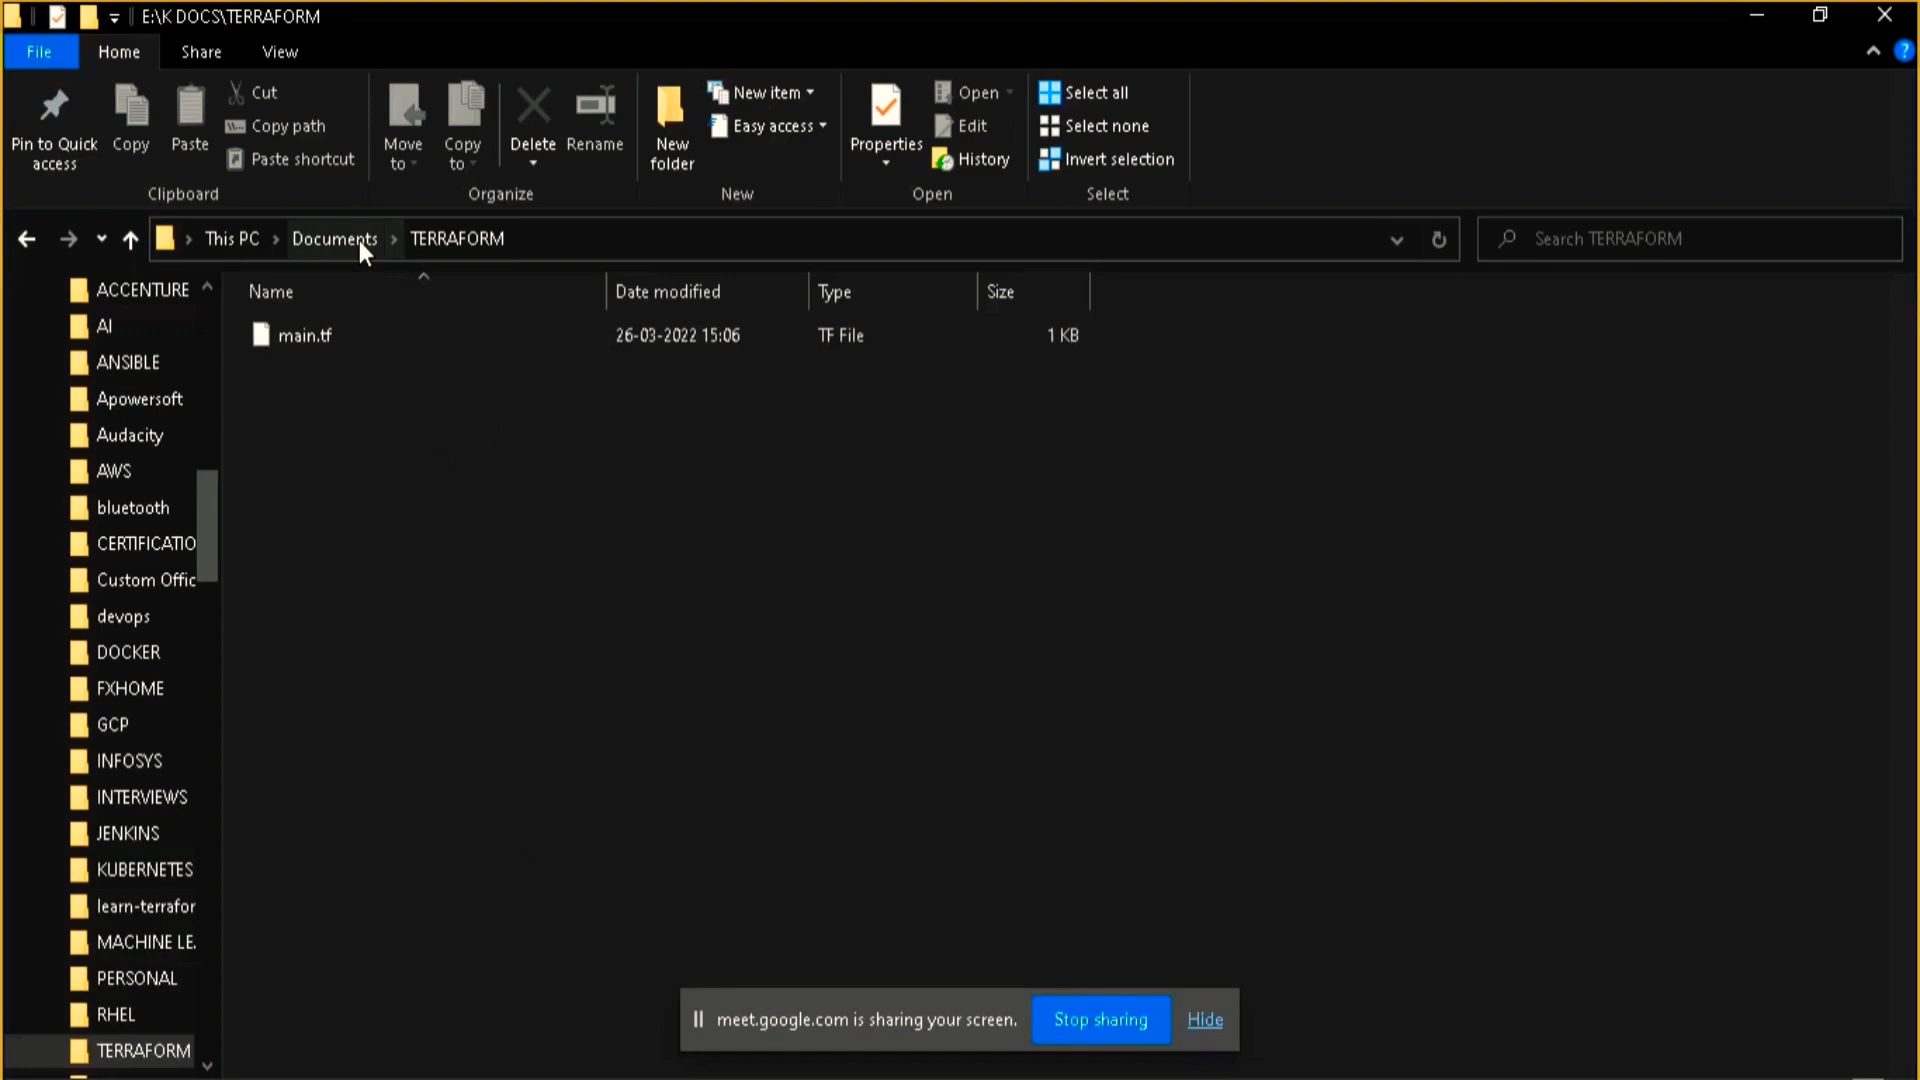 E:\K DOCS\TERRAFORM
File
Home
Share
View
Pin to Quick access
Copy
Paste
Cut
Copy path
Paste shortcut
Clipboard
Move to
Copy to
Delete
Rename
Organize
New folder
New item
Easy access
New
Properties
Open
Edit
History
Open
Select all
Select none
Invert selection
Select
This PC > Documents > TERRAFORM
Search TERRAFORM
Name
Date modified
Type
Size
main.tf
26-03-2022 15:06
TF File
1 KB
ACCENTURE
AI
ANSIBLE
Apowersoft
Audacity
AWS
bluetooth
CERTIFICATIO
Custom Offic
devops
DOCKER
FXHOME
GCP
INFOSYS
INTERVIEWS
JENKINS
KUBERNETES
learn-terrafor
MACHINE LE.
PERSONAL
RHEL
TERRAFORM
meet.google.com is sharing your screen.
Stop sharing
Hide